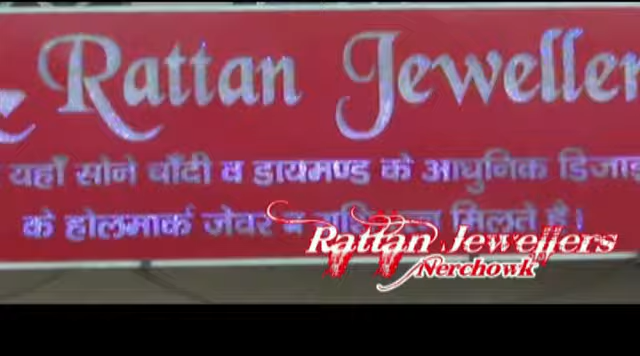 Rattan Jeweller
यहाँ सोने चाँदी व डायमण्ड के आधुनिक डिजाइ
के होलमार्क जेवर मिलते है।
Rattan Jewellers
Nerchowk